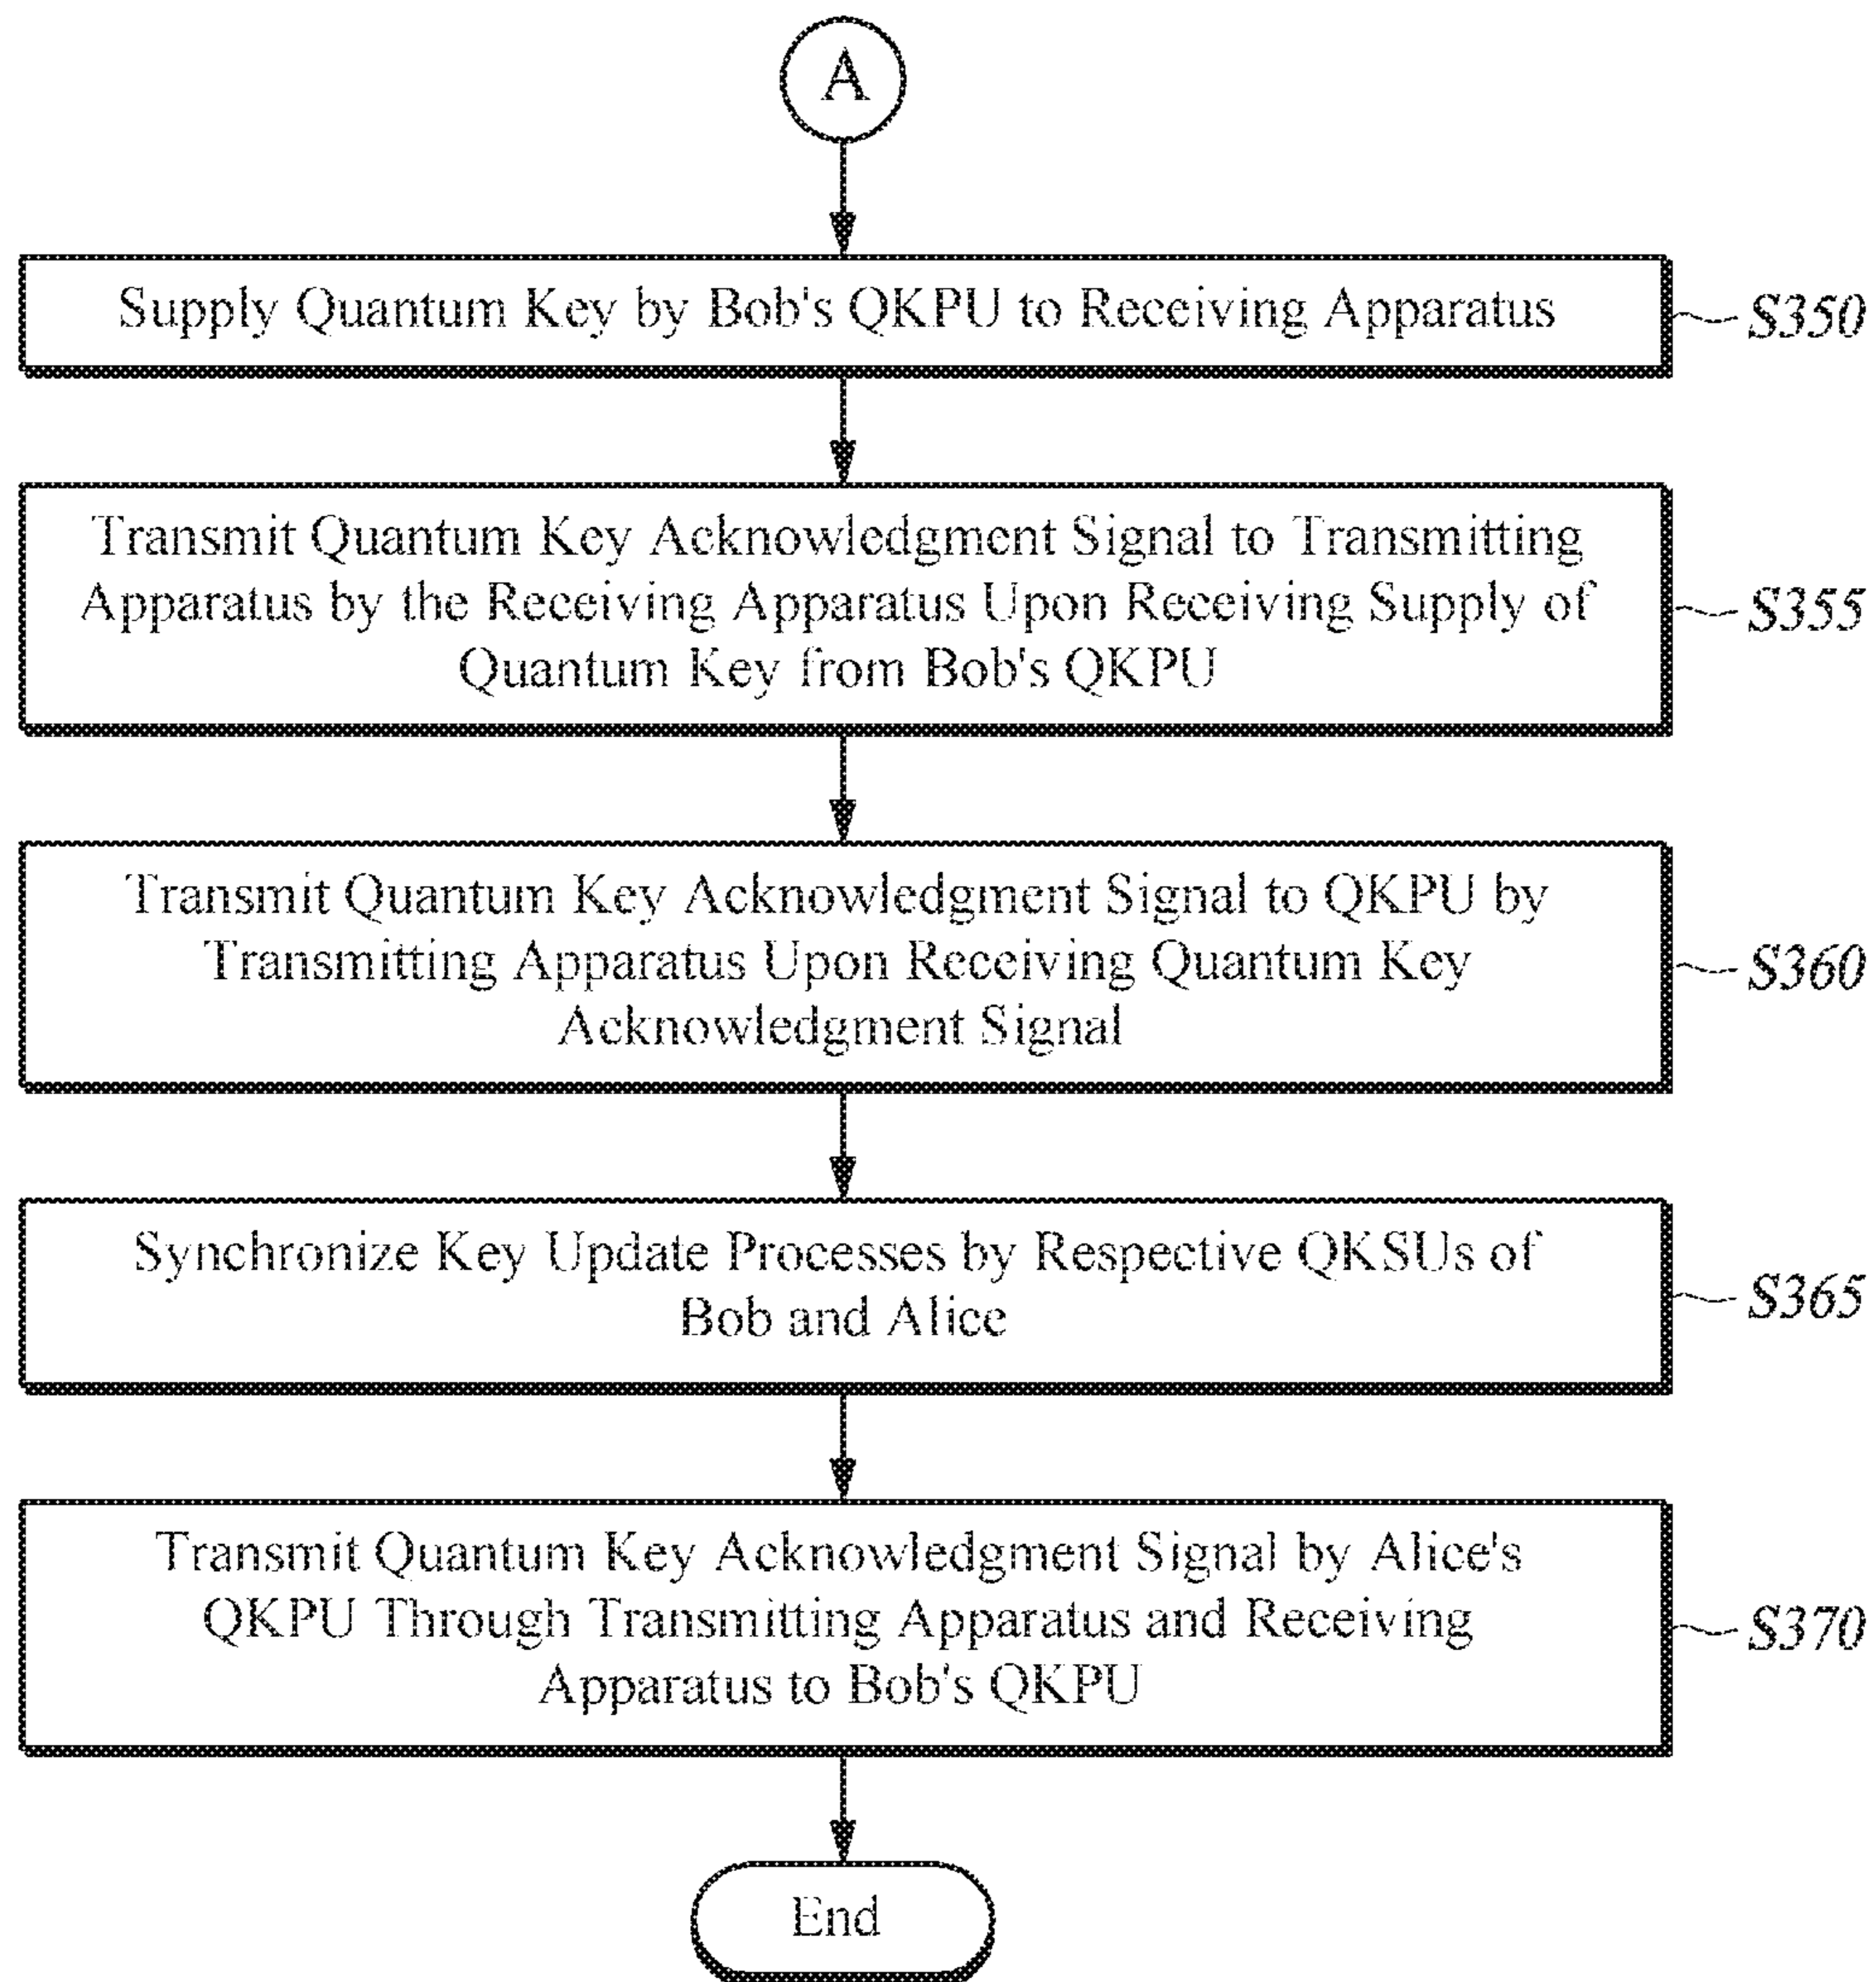 A
Supply Quantum Key by Bob's QKPU to Receiving Apparatus
S350
Transmit Quantum Key Acknowledgment Signal to Transmitting
Apparatus by the Receiving Apparatus Upon Receiving Supply of
Quantum Key from Bob's QKPU
S355
Transmit Quantum Key Acknowledgment Signal to QKPU by
Transmitting Apparatus Upon Receiving Quantum Key
Acknowledgment Signal
S360
Synchronize Key Update Processes by Respective QKSUs of
Bob and Alice
S365
Transmit Quantum Key Acknowledgment Signal by Alice's
QKPU Through Transmitting Apparatus and Receiving
Apparatus to Bob's QKPU
S370
End